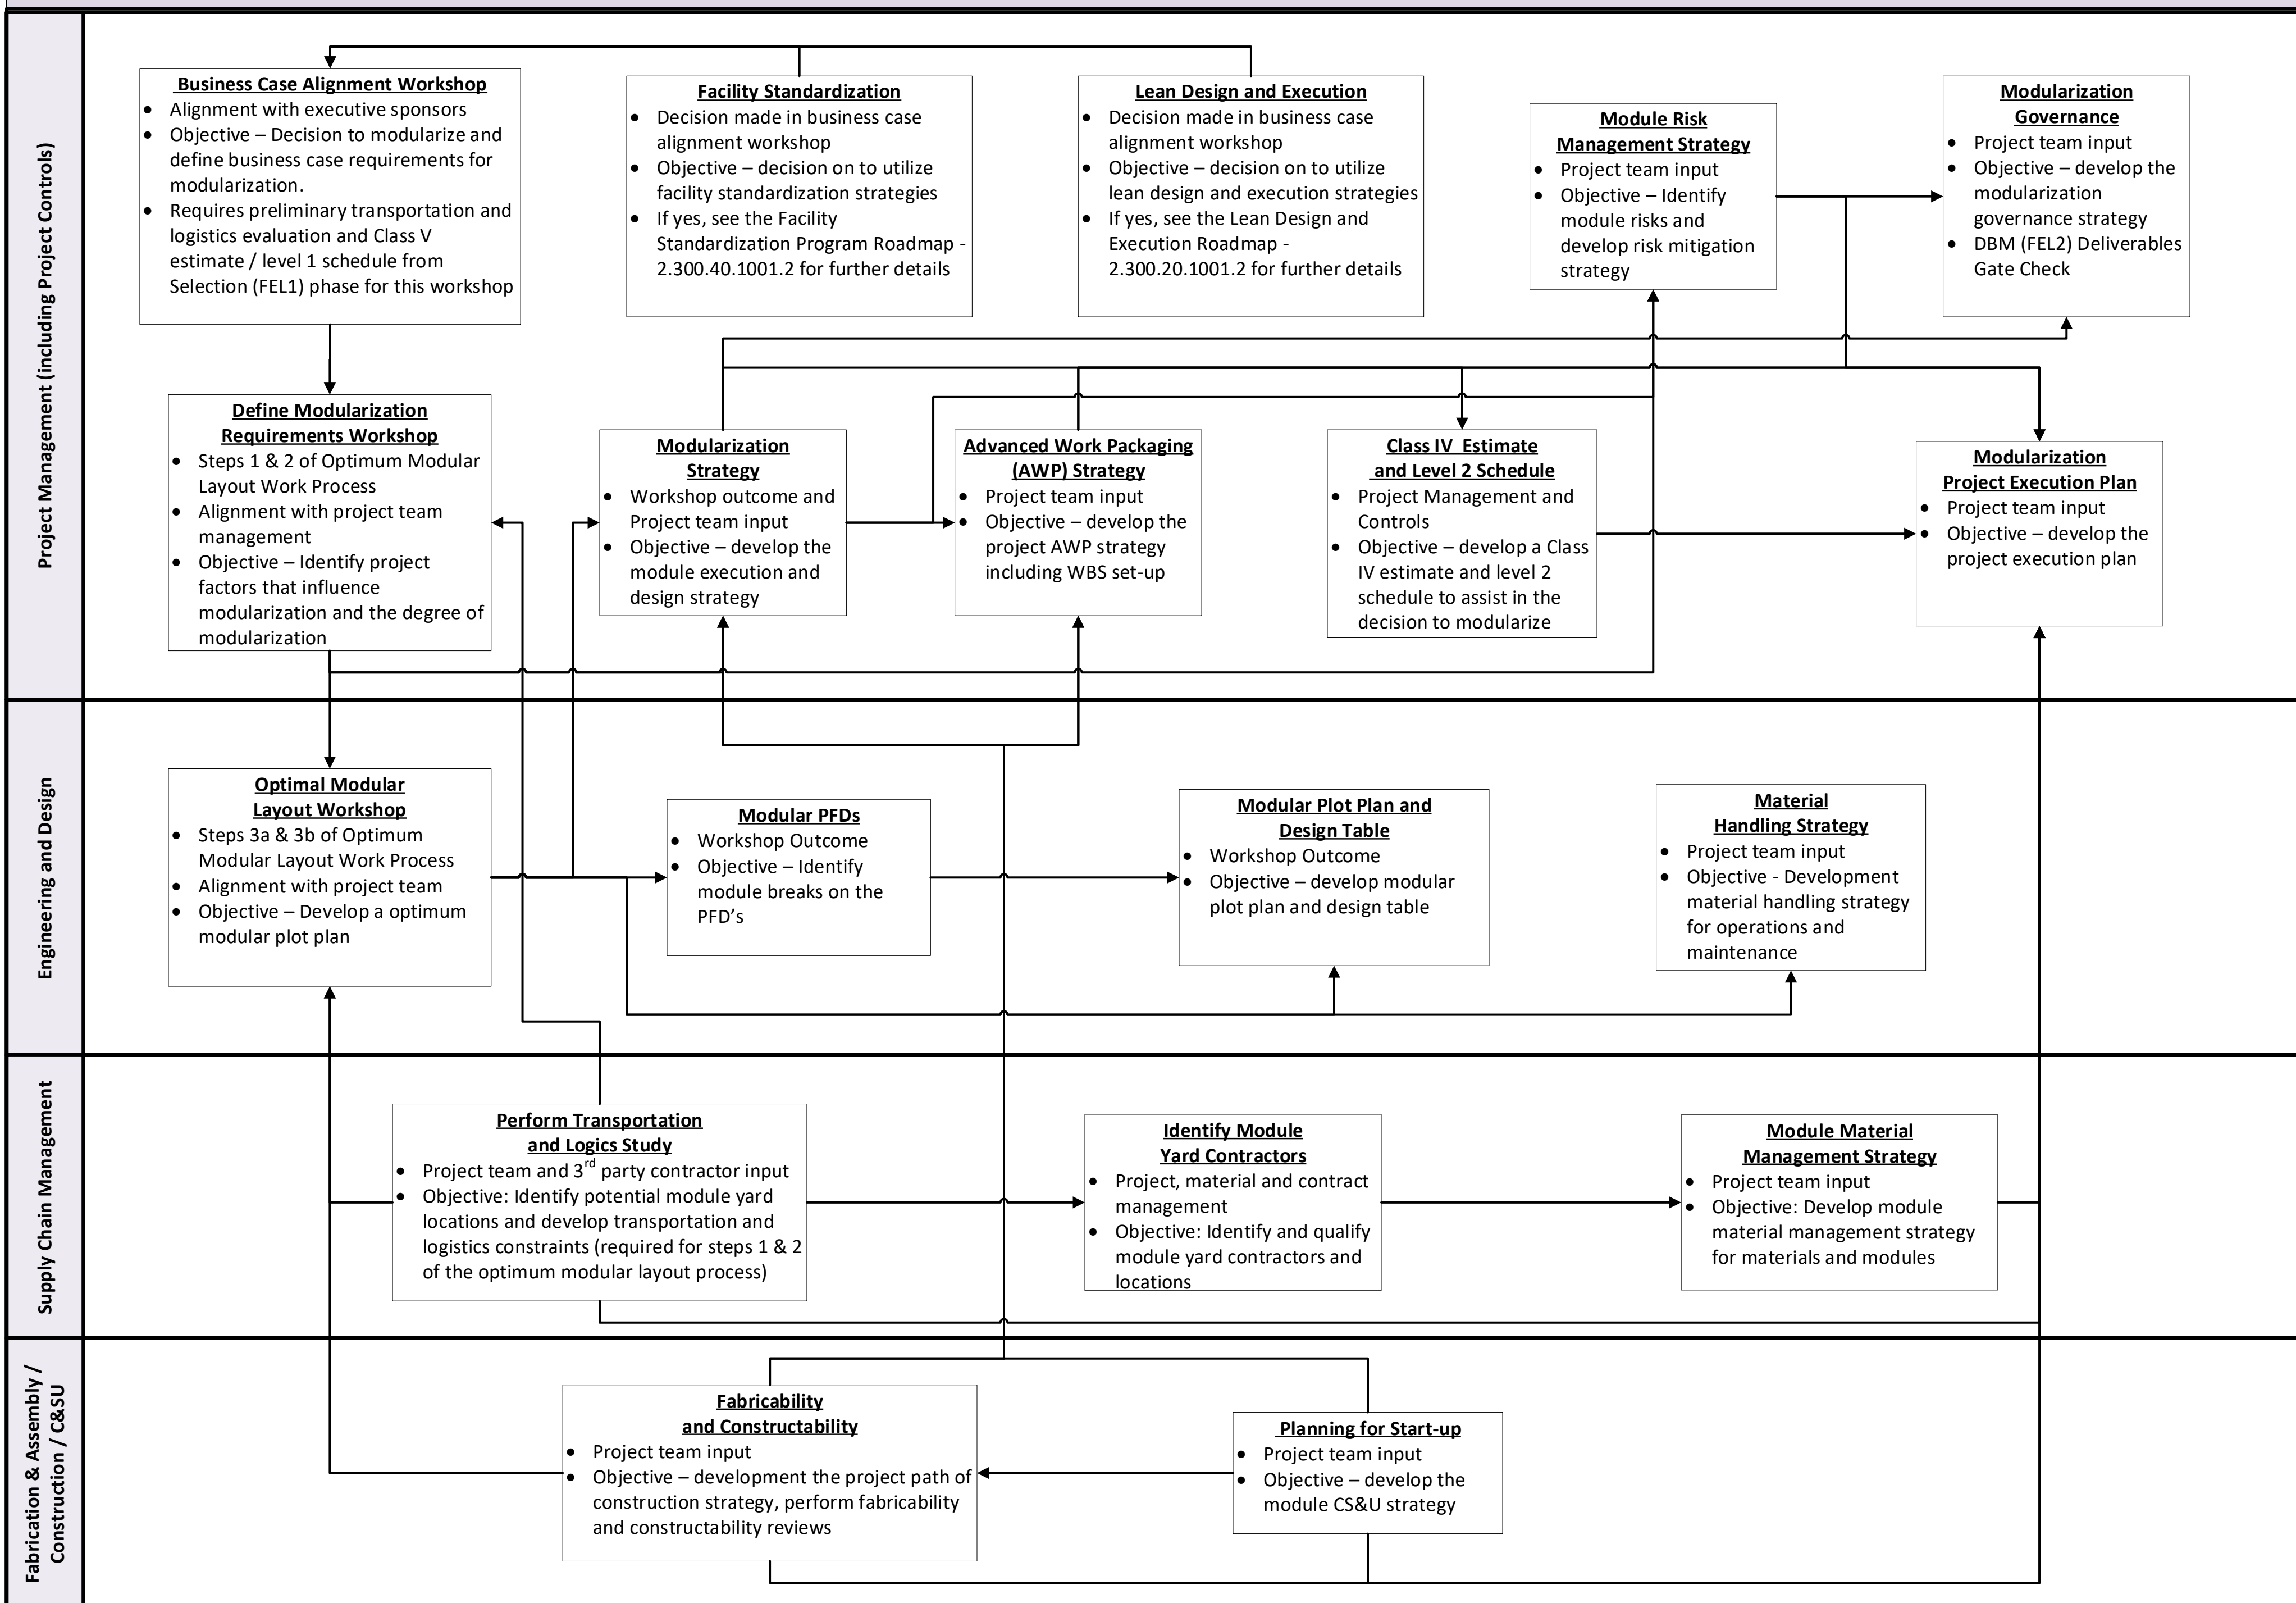 Project Management (including Project Controls)
Business Case Alignment Workshop
• Alignment with executive sponsors
• Objective – Decision to modularize and
define business case requirements for
modularization.
• Requires preliminary transportation and
logistics evaluation and Class V
estimate / level 1 schedule from
Selection (FEL1) phase for this workshop
Facility Standardization
• Decision made in business case
alignment workshop
• Objective – decision on to utilize
facility standardization strategies
• If yes, see the Facility
Standardization Program Roadmap -
2.300.40.1001.2 for further details
Lean Design and Execution
• Decision made in business case
alignment workshop
• Objective – decision on to utilize
lean design and execution strategies
• If yes, see the Lean Design and
Execution Roadmap -
2.300.20.1001.2 for further details
Module Risk
Management Strategy
• Project team input
• Objective – Identify
module risks and
develop risk mitigation
strategy
Modularization
Governance
• Project team input
• Objective – develop the
modularization
governance strategy
• DBM (FEL2) Deliverables
Gate Check
Define Modularization
Requirements Workshop
• Steps 1 & 2 of Optimum Modular
Layout Work Process
• Alignment with project team
management
• Objective – Identify project
factors that influence
modularization and the degree of
modularization
Modularization
Strategy
• Workshop outcome and
Project team input
• Objective – develop the
module execution and
design strategy
Advanced Work Packaging
(AWP) Strategy
• Project team input
• Objective – develop the
project AWP strategy
including WBS set-up
Class IV Estimate
and Level 2 Schedule
• Project Management and
Controls
• Objective – develop a Class
IV estimate and level 2
schedule to assist in the
decision to modularize
Modularization
Project Execution Plan
• Project team input
• Objective – develop the
project execution plan
Engineering and Design
Optimal Modular
Layout Workshop
• Steps 3a & 3b of Optimum
Modular Layout Work Process
• Alignment with project team
• Objective – Develop a optimum
modular plot plan
Modular PFDs
• Workshop Outcome
• Objective – Identify
module breaks on the
PFD’s
Modular Plot Plan and
Design Table
• Workshop Outcome
• Objective – develop modular
plot plan and design table
Material
Handling Strategy
• Project team input
• Objective - Development
material handling strategy
for operations and
maintenance
Supply Chain Management
Perform Transportation
and Logics Study
• Project team and 3rd party contractor input
• Objective: Identify potential module yard
locations and develop transportation and
logistics constraints (required for steps 1 & 2
of the optimum modular layout process)
Identify Module
Yard Contractors
• Project, material and contract
management
• Objective: Identify and qualify
module yard contractors and
locations
Module Material
Management Strategy
• Project team input
• Objective: Develop module
material management strategy
for materials and modules
Fabrication & Assembly /
Construction / C&SU
Fabricability
and Constructability
• Project team input
• Objective – development the project path of
construction strategy, perform fabricability
and constructability reviews
Planning for Start-up
• Project team input
• Objective – develop the
module CS&U strategy